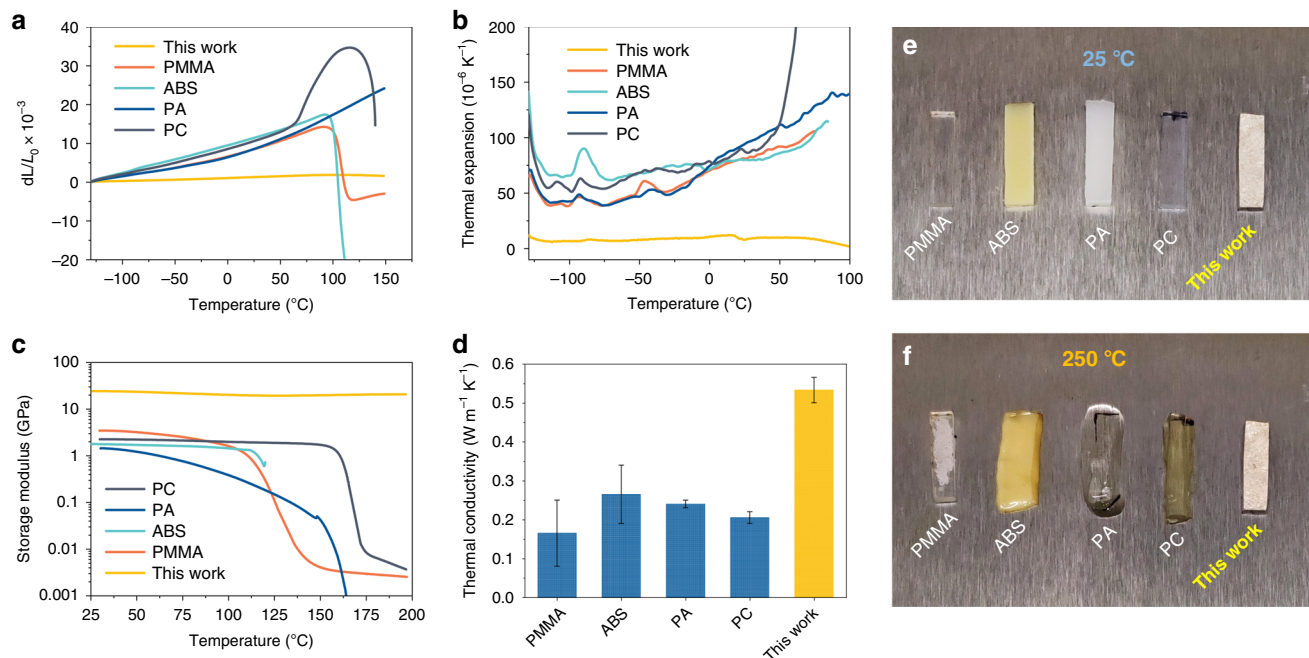 a
dL/L₀ × 10⁻³
40
30
20
10
0
−10
−20
This work
PMMA
ABS
PA
PC
−100
−50
0
50
100
150
200
Temperature (°C)
b
Thermal expansion (10⁻⁶ K⁻¹)
200
150
100
50
0
This work
PMMA
ABS
PA
PC
−100
−50
0
50
100
Temperature (°C)
c
Storage modulus (GPa)
100
10
1
0.1
0.01
0.001
PC
PA
ABS
PMMA
This work
25
50
75
100
125
150
175
200
Temperature (°C)
d
Thermal conductivity (W m⁻¹ K⁻¹)
0.6
0.5
0.4
0.3
0.2
0.1
0.0
PMMA
ABS
PA
PC
This work
e
25 °C
PMMA
ABS
PA
PC
This work
f
250 °C
PMMA
ABS
PA
PC
This work